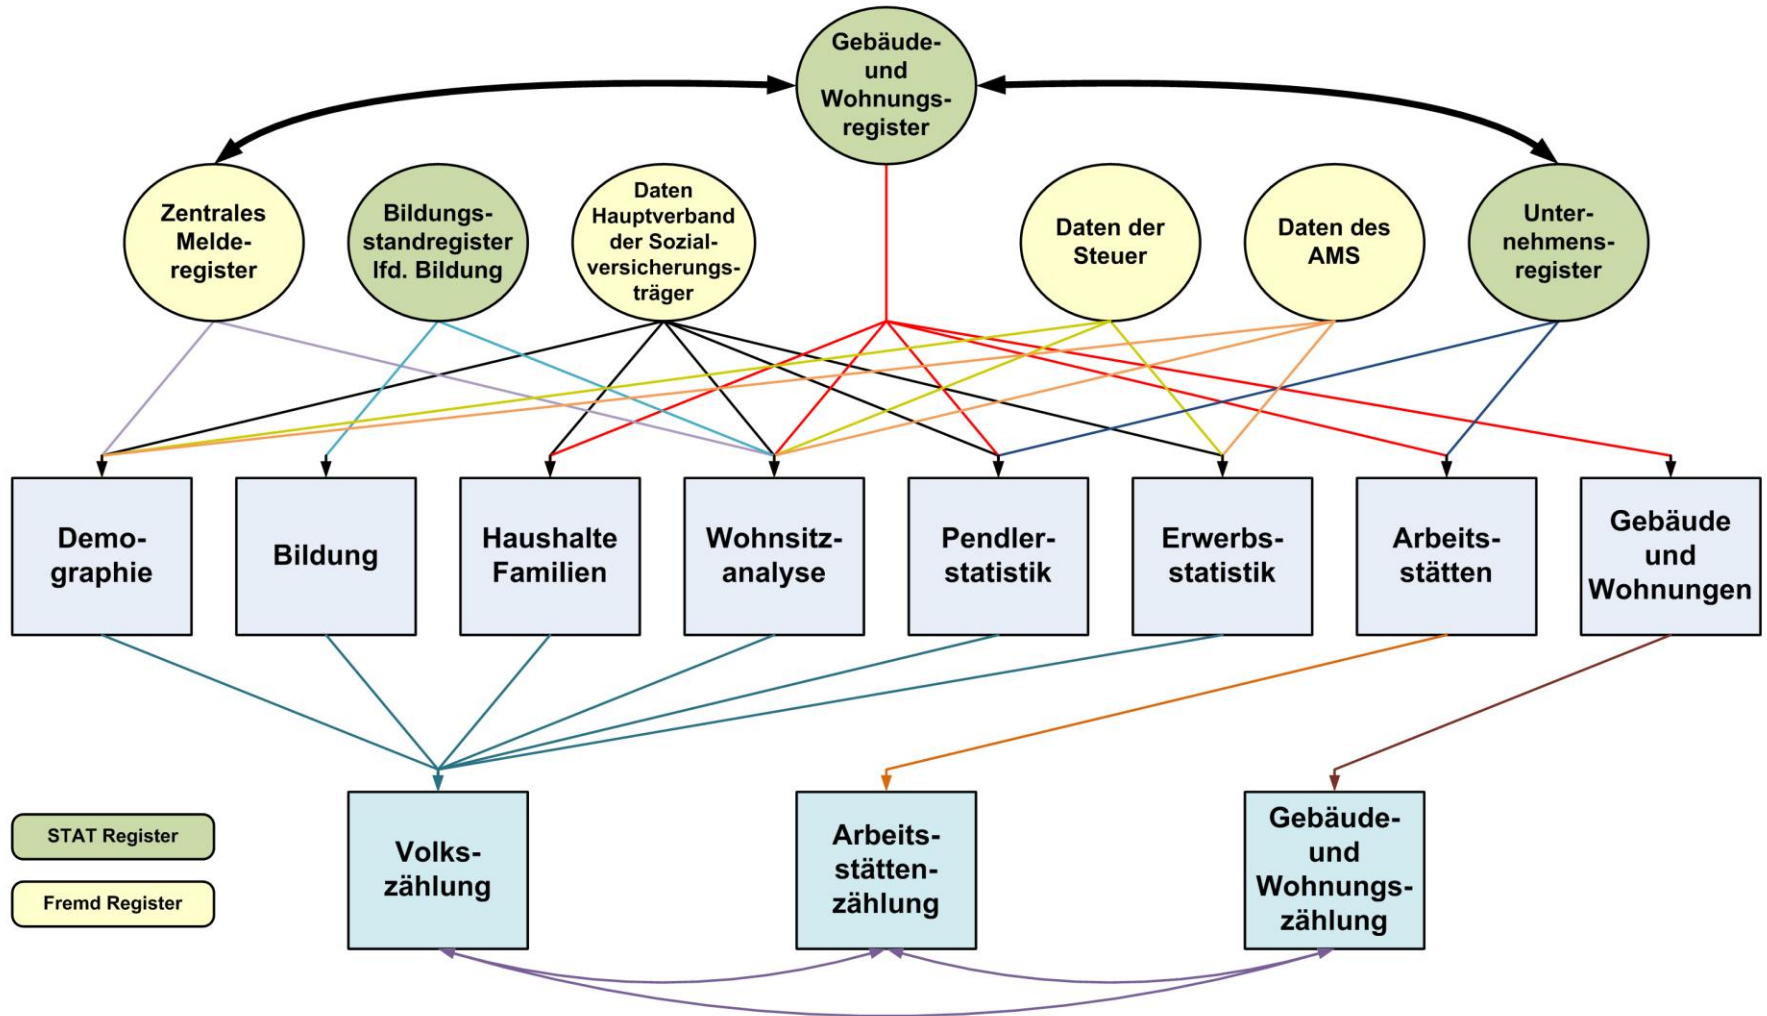 Gebäude-
und
Wohnungs-
register
Zentrales
Melde-
register
Bildungs-
standregister
lfd. Bildung
Daten
Hauptverband
der Sozial-
versicherungs-
träger
Daten der
Steuer
Daten des
AMS
Unter-
nehmens-
register
Demo-
graphie
Bildung
Haushalte
Familien
Wohnsitz-
analyse
Pendler-
statistik
Erwerbs-
statistik
Arbeits-
stätten
Gebäude
und
Wohnungen
STAT Register
Fremd Register
Volks-
zählung
Arbeits-
stätten-
zählung
Gebäude-
und
Wohnungs-
zählung